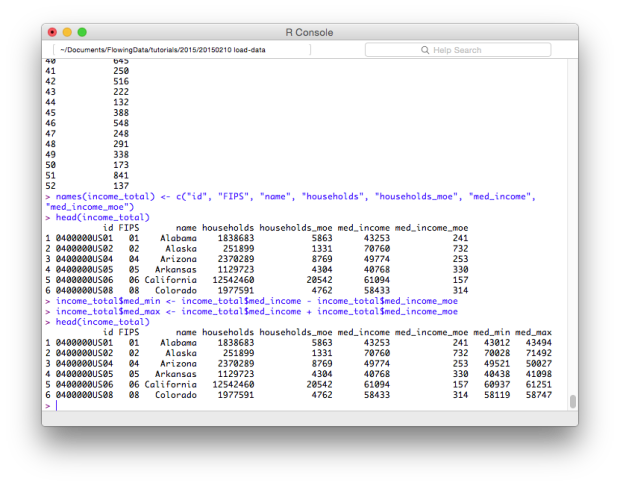 R Console
~/Documents/FlowingData/tutorials/2015/20150210 load-data
Help Search
40 645
41 250
42 516
43 222
44 132
45 388
46 548
47 248
48 291
49 338
50 173
51 841
52 137
> names(income_total) <- c("id", "FIPS", "name", "households", "households_moe", "med_income",
"med_income_moe")
> head(income_total)
id FIPS name households households_moe med_income med_income_moe
1 0400000US01 01 Alabama 1838683 5863 43253 241
2 0400000US02 02 Alaska 251899 1331 70760 732
3 0400000US04 04 Arizona 2370289 8769 49774 253
4 0400000US05 05 Arkansas 1129723 4304 40768 330
5 0400000US06 06 California 12542460 20542 61094 157
6 0400000US08 08 Colorado 1977591 4762 58433 314
> income_total$med_min <- income_total$med_income - income_total$med_income_moe
> income_total$med_max <- income_total$med_income + income_total$med_income_moe
> head(income_total)
id FIPS name households households_moe med_income med_income_moe med_min med_max
1 0400000US01 01 Alabama 1838683 5863 43253 241 43012 43494
2 0400000US02 02 Alaska 251899 1331 70760 732 70028 71492
3 0400000US04 04 Arizona 2370289 8769 49774 253 49521 50027
4 0400000US05 05 Arkansas 1129723 4304 40768 330 40438 41098
5 0400000US06 06 California 12542460 20542 61094 157 60937 61251
6 0400000US08 08 Colorado 1977591 4762 58433 314 58119 58747
>